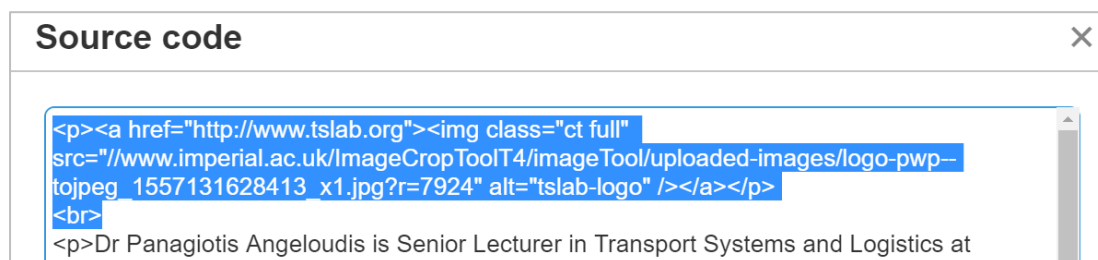 Source code
<p><a href="http://www.tslab.org"><img class="ct full"
src="//www.imperial.ac.uk/ImageCropToolT4/imageTool/uploaded-images/logo-pwp--
tojpeg_1557131628413_x1.jpg?r=7924" alt="tslab-logo" /></a></p>
<br>
<p>Dr Panagiotis Angeloudis is Senior Lecturer in Transport Systems and Logistics at